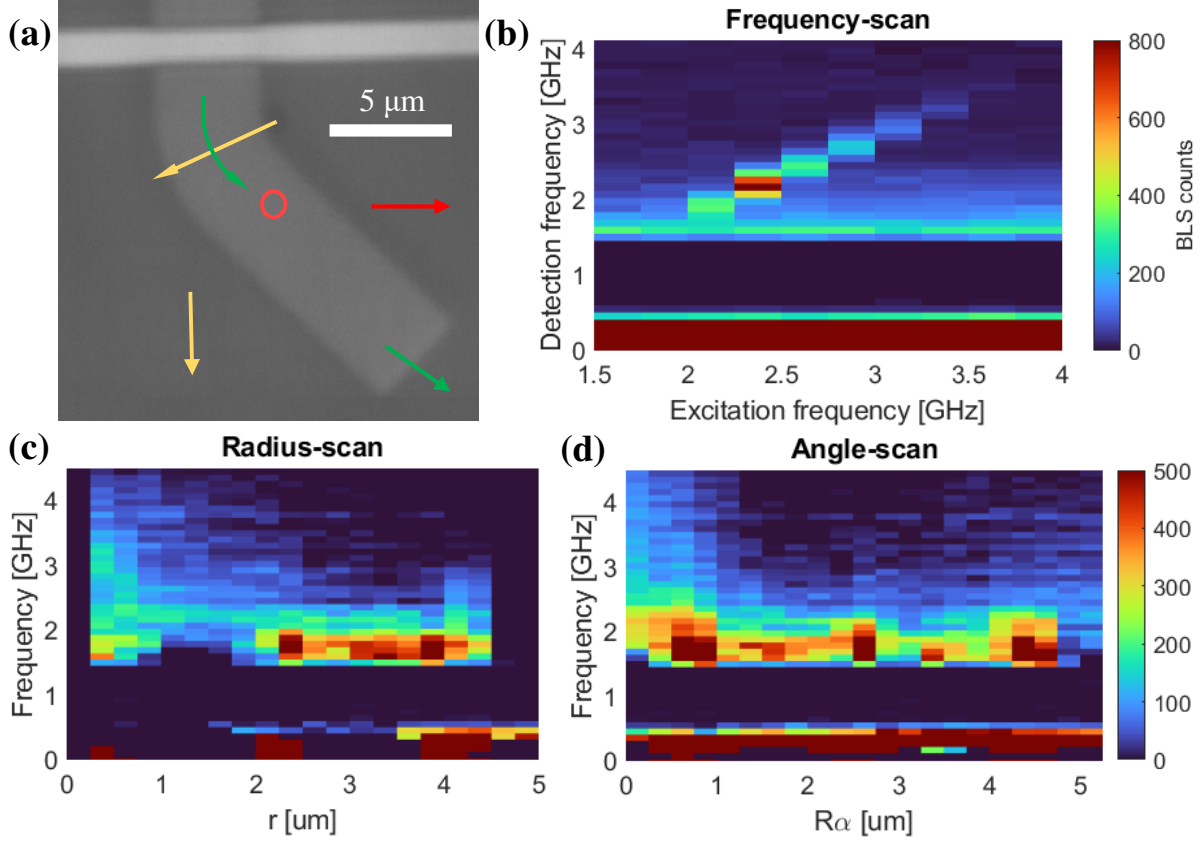 (a)
5 μm
(b)
Frequency-scan
Detection frequency [GHz]
4
3
2
1
0
1.5 2 2.5 3 3.5 4
Excitation frequency [GHz]
800
600
400
200
0
BLS counts
(c)
Radius-scan
Frequency [GHz]
4
3
2
1
0
0 1 2 3 4 5
r [um]
(d)
Angle-scan
Frequency [GHz]
4
3
2
1
0
0 1 2 3 4 5
Rα [um]
500
400
300
200
100
0